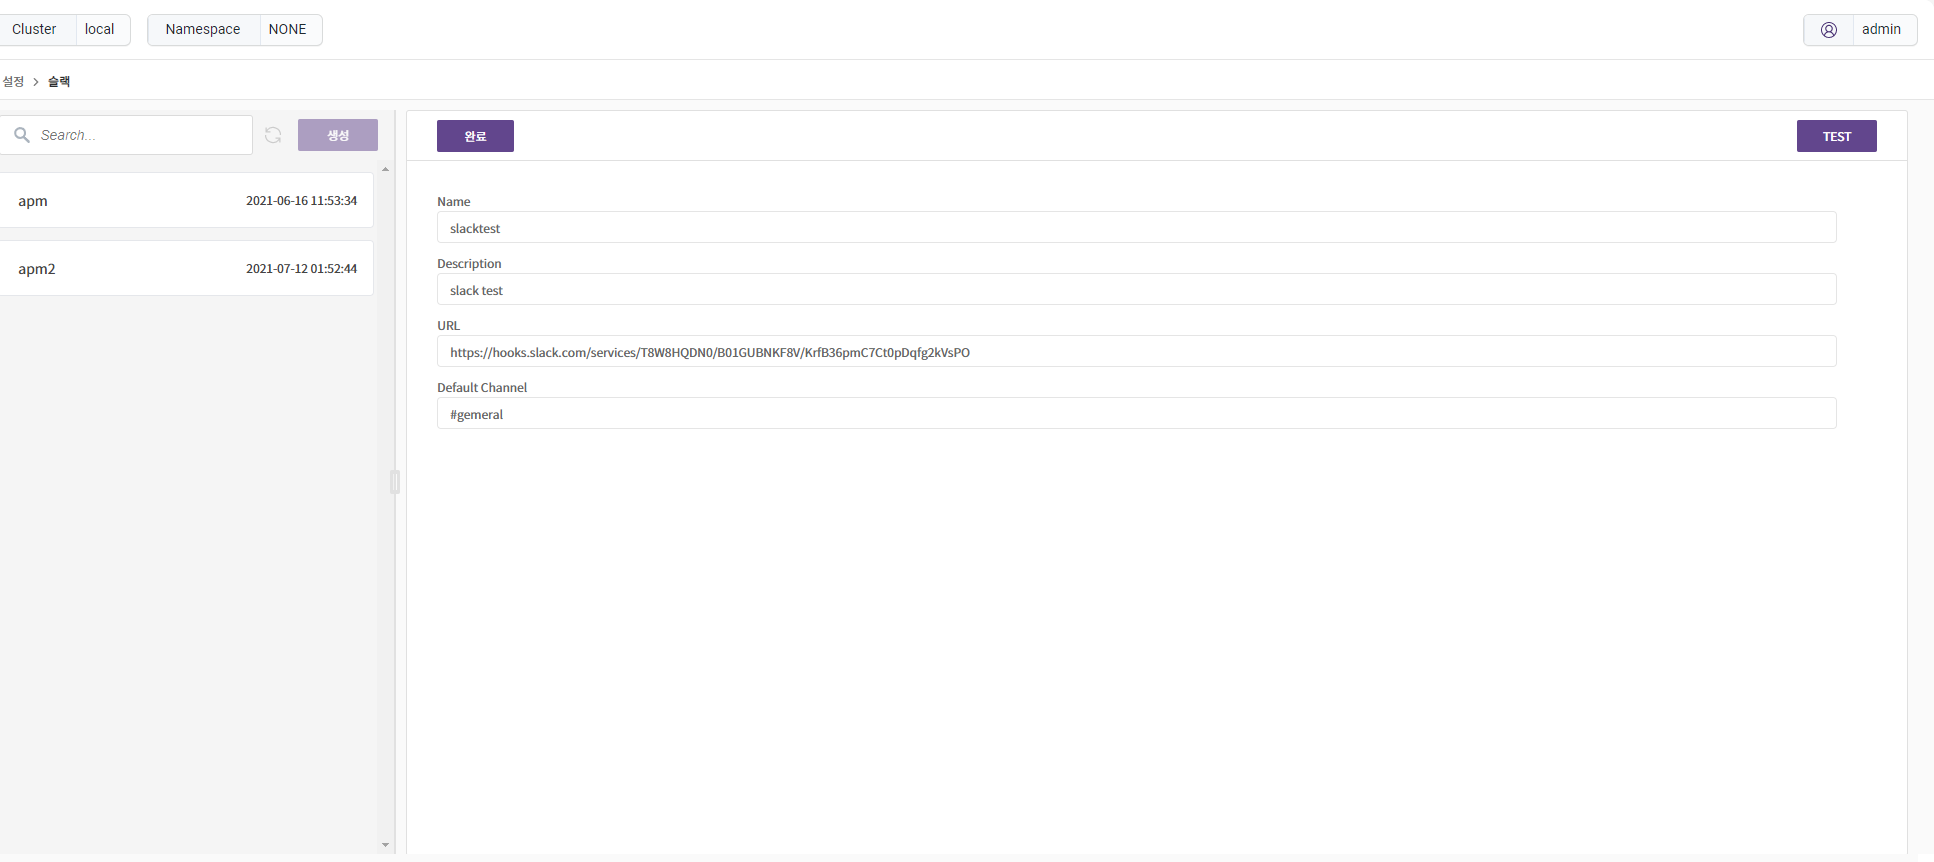 Cluster local Namespace NONE admin
설정 > 슬랙
Search... 생성
apm 2021-06-16 11:53:34
apm2 2021-07-12 01:52:44
완료 TEST
Name
slacktest
Description
slack test
URL
https://hooks.slack.com/services/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
Default Channel
#gemeral